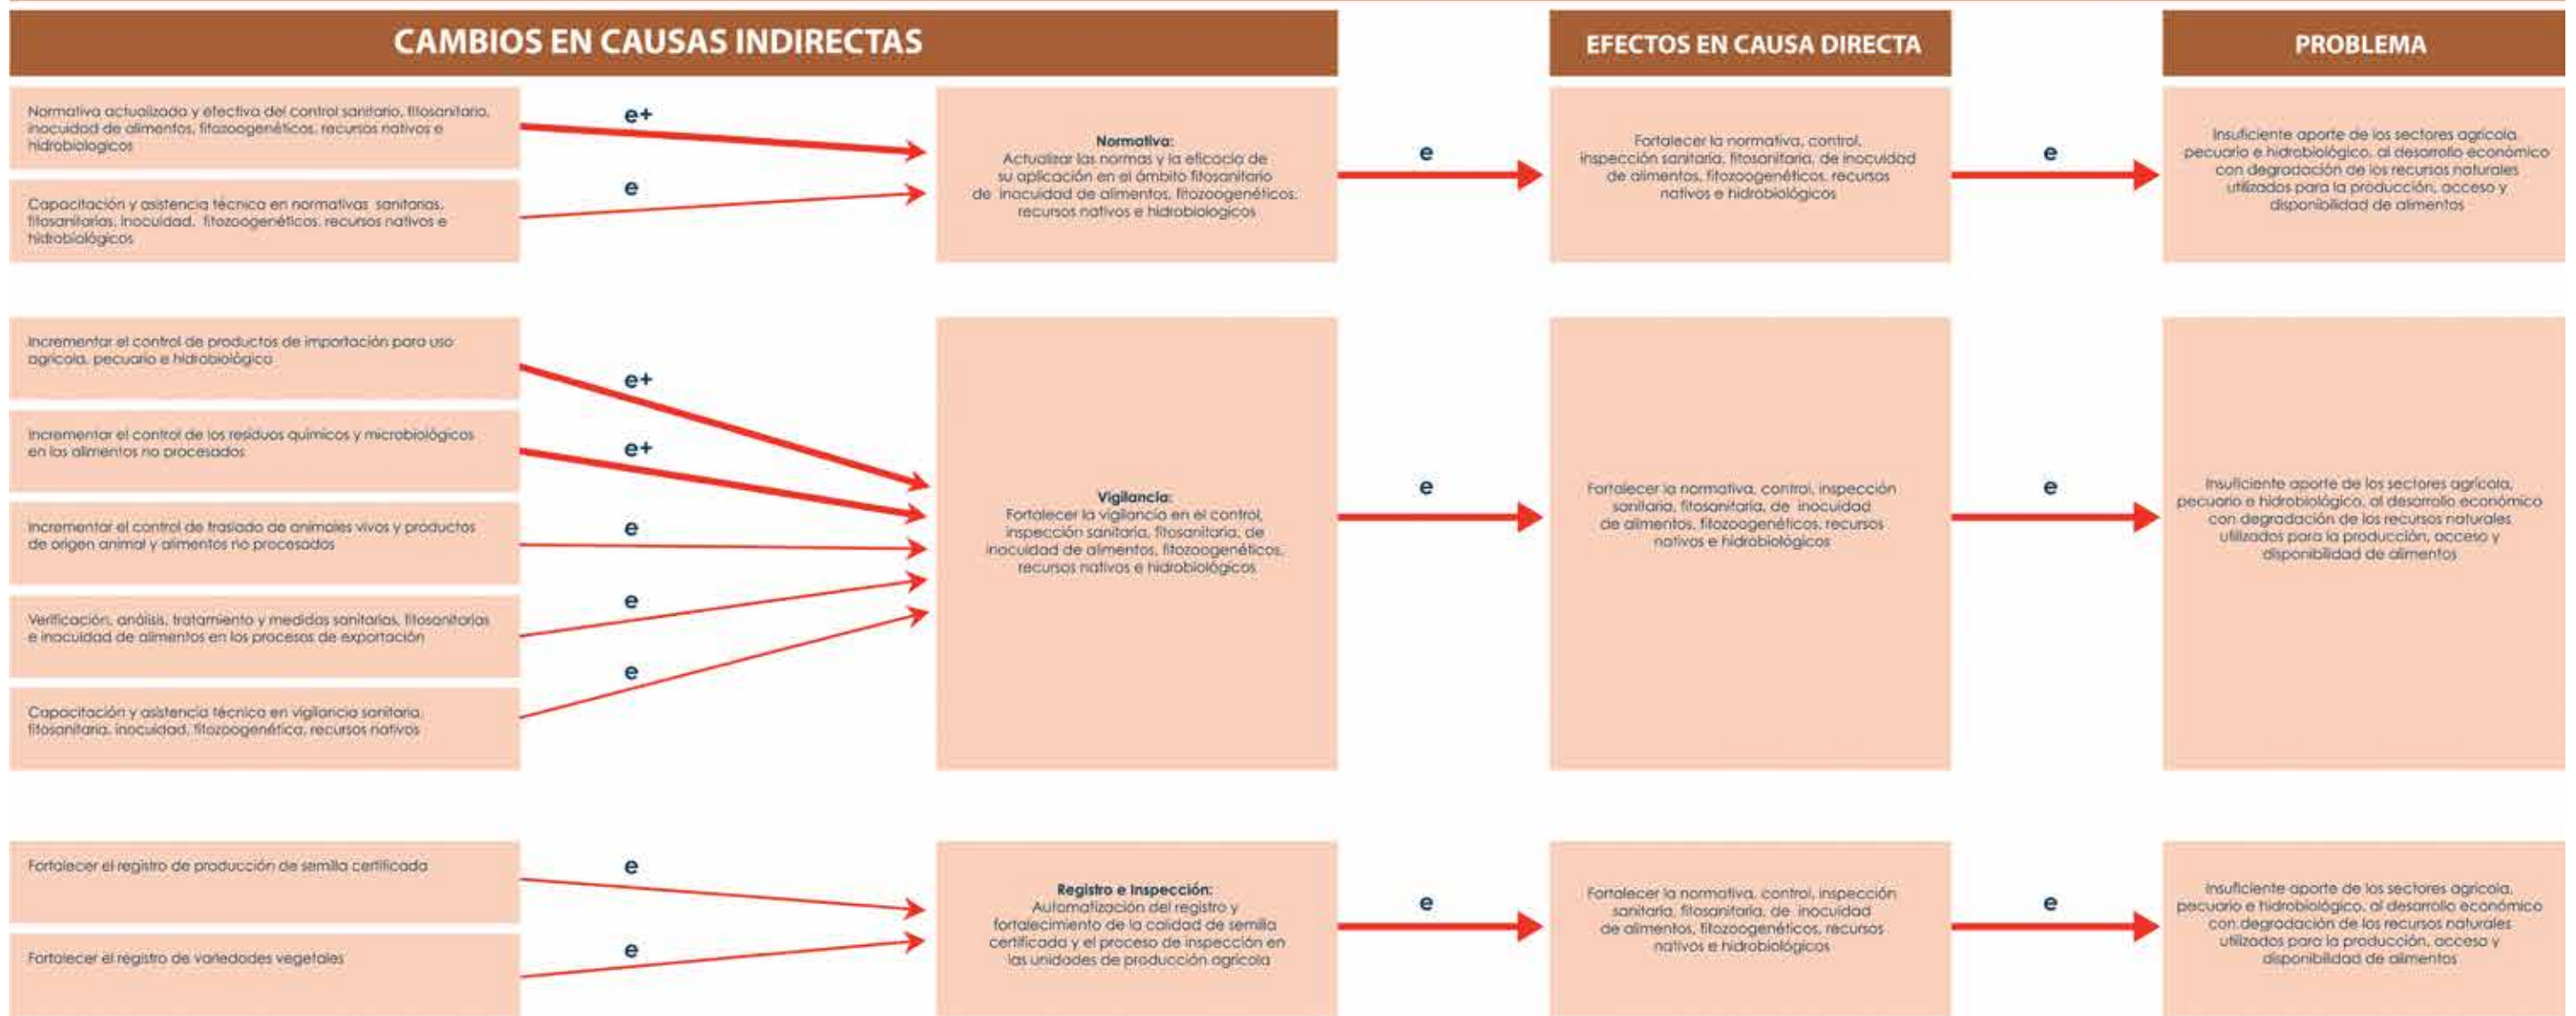 CAMBIOS EN CAUSAS INDIRECTAS
EFECTOS EN CAUSA DIRECTA
PROBLEMA
Normativa actualizada y efectiva del control sanitario, fitosanitario,
inocuidad de alimentos, fitozoogenéticos, recursos nativos e
hidrobiologicos
Capacitación y asistencia técnica en normativas sanitarias,
fitosanitarias, inocuidad, fitozoogenéticos, recursos nativos e
hidrobiológicos
e+
e
Normativa:
Actualizar las normas y la eficacia de
su aplicación en el ámbito fitosanitario
de inocuidad de alimentos, fitozoogenéticos,
recursos nativos e hidrobiologicos
e
Fortalecer la normativa, control,
inspección sanitaria, fitosanitaria, de inocuidad
de alimentos, fitozoogenéticos, recursos
nativos e hidrobiológicos
e
Insuficiente aporte de los sectores agrícola,
pecuario e hidrobiológico, al desarrollo económico
con degradación de los recursos naturales
utilizados para la producción, acceso y
disponibilidad de alimentos
Incrementar el control de productos de importación para uso
agrícola, pecuario e hidrobiológico
Incrementar el control de los residuos químicos y microbiológicos
en los alimentos no procesados
Incrementar el control de traslado de animales vivos y productos
de origen animal y alimentos no procesados
Verificación, análisis, tratamiento y medidas sanitarias, fitosanitarias
e inocuidad de alimentos en los procesos de exportación
Capacitación y asistencia técnica en vigilancia sanitaria,
fitosanitaria, inocuidad, fitozoogenética, recursos nativos
e+
e+
e
e
e
Vigilancia:
Fortalecer la vigilancia en el control,
inspección sanitaria, fitosanitaria, de
inocuidad de alimentos, fitozoogenéticos,
recursos nativos e hidrobiológicos
e
Fortalecer la normativa, control, inspección
sanitaria, fitosanitaria, de inocuidad
de alimentos, fitozoogenéticos, recursos
nativos e hidrobiológicos
e
Insuficiente aporte de los sectores agrícola,
pecuario e hidrobiológico, al desarrollo económico
con degradación de los recursos naturales
utilizados para la producción, acceso y
disponibilidad de alimentos
Fortalecer el registro de producción de semilla certificada
Fortalecer el registro de variedades vegetales
e
e
Registro e Inspección:
Automatización del registro y
fortalecimiento de la calidad de semilla
certificada y el proceso de inspección en
las unidades de producción agrícola
e
Fortalecer la normativa, control, inspección
sanitaria, fitosanitaria, de inocuidad
de alimentos, fitozoogenéticos, recursos
nativos e hidrobiológicos
e
Insuficiente aporte de los sectores agrícola,
pecuario e hidrobiológico, al desarrollo económico
con degradación de los recursos naturales
utilizados para la producción, acceso y
disponibilidad de alimentos